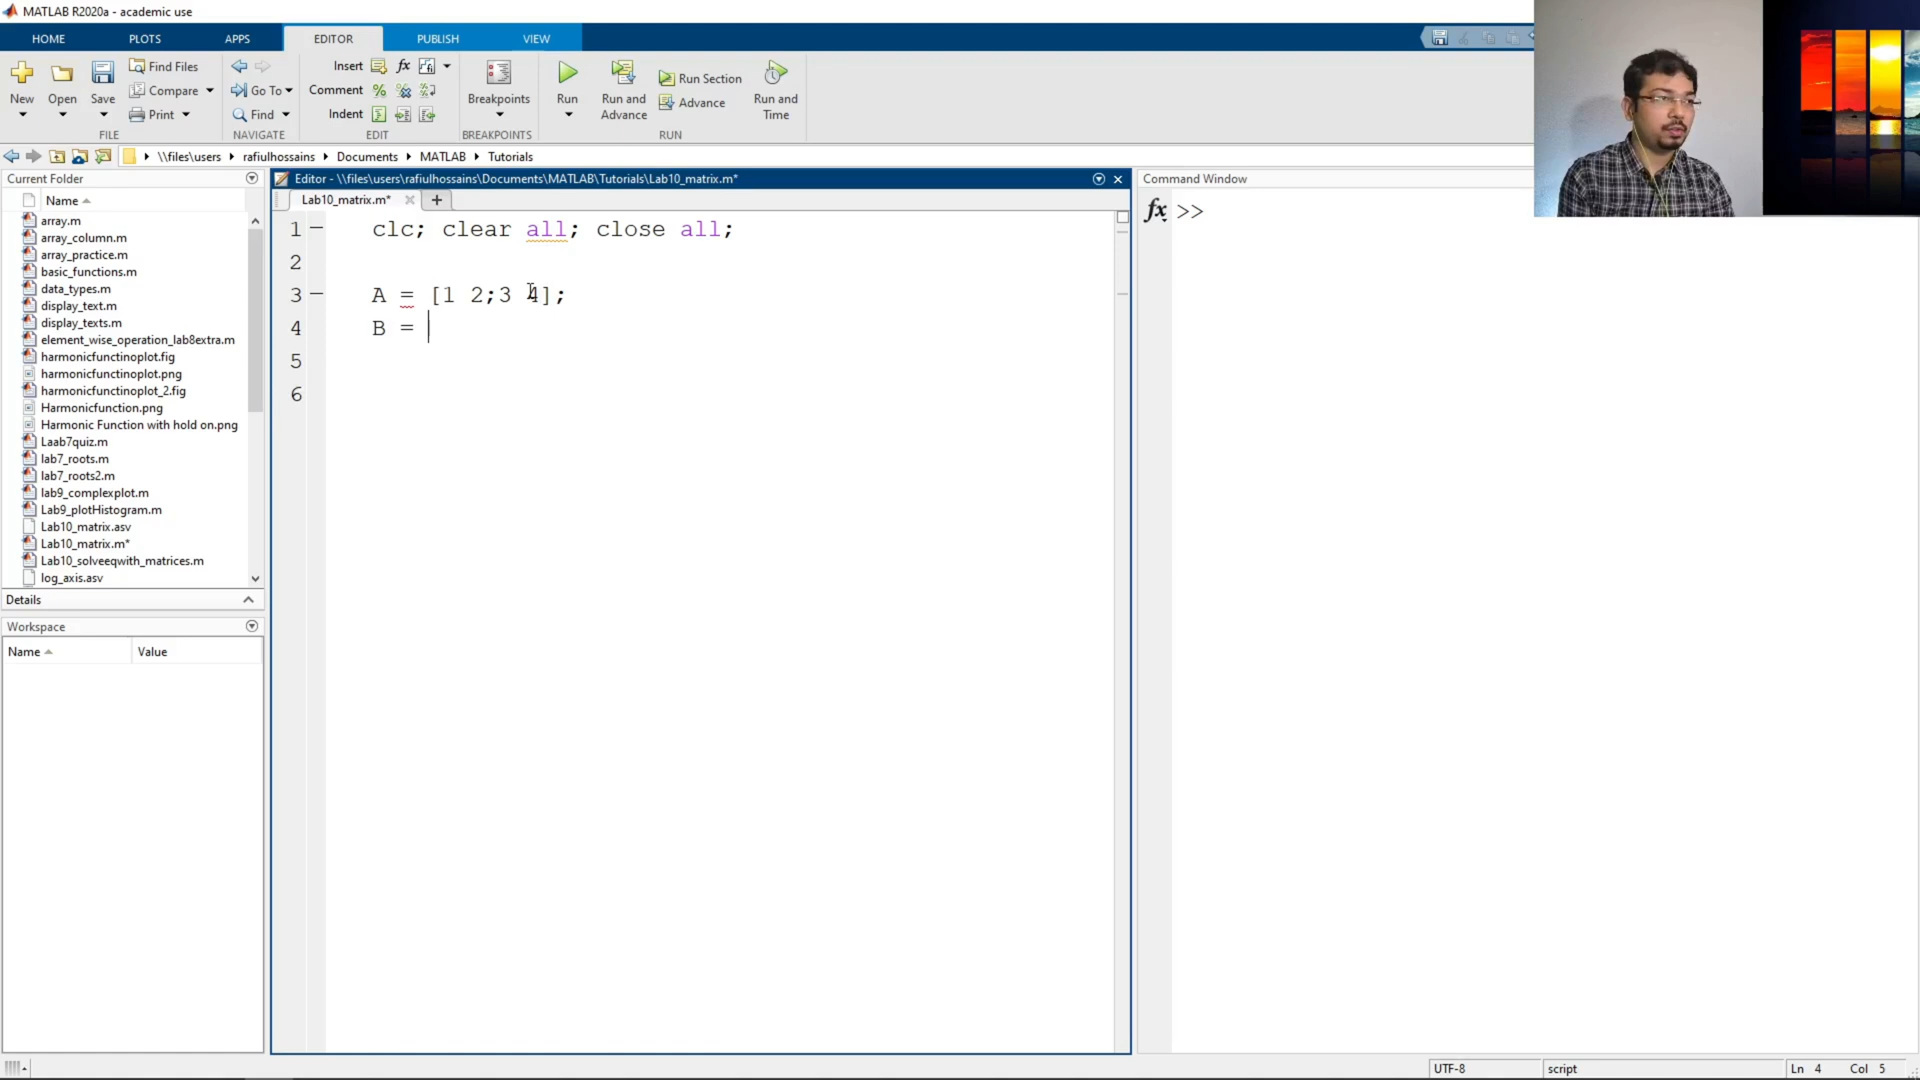 MATLAB R2020a - academic use
HOME PLOTS APPS EDITOR PUBLISH VIEW
New Open Save Find Files Compare Print
FILE
Go To Find
NAVIGATE
Insert fx
Comment
Indent
EDIT
Breakpoints
BREAKPOINTS
Run Run and Advance Run Section Advance Run and Time
RUN
\\files\users rafiulhossains Documents MATLAB Tutorials
Current Folder
Name
array.m
array_column.m
array_practice.m
basic_functions.m
data_types.m
display_text.m
display_texts.m
element_wise_operation_lab8extra.m
harmonicfunctinoplot.fig
harmonicfunctinoplot.png
harmonicfunctinoplot_2.fig
Harmonicfunction.png
Harmonic Function with hold on.png
Laab7quiz.m
lab7_roots.m
lab7_roots2.m
lab9_complexplot.m
Lab9_plotHistogram.m
Lab10_matrix.asv
Lab10_matrix.m*
Lab10_solveeqwith_matrices.m
log_axis.asv
Details
Workspace
Name Value
Editor - \\files\users\rafiulhossains\Documents\MATLAB\Tutorials\Lab10_matrix.m*
Lab10_matrix.m*
1 clc; clear all; close all;
2
3 A = [1 2;3 4];
4 B =
5
6
Command Window
fx >>
UTF-8 script Ln 4 Col 5